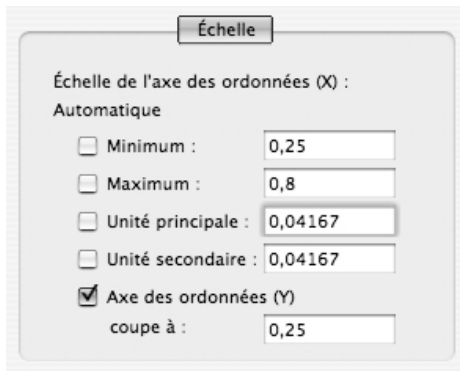 Échelle
Échelle de l'axe des ordonnées (X) :
Automatique
Minimum : 0,25
Maximum : 0,8
Unité principale : 0,04167
Unité secondaire : 0,04167
Axe des ordonnées (Y)
coupe à : 0,25